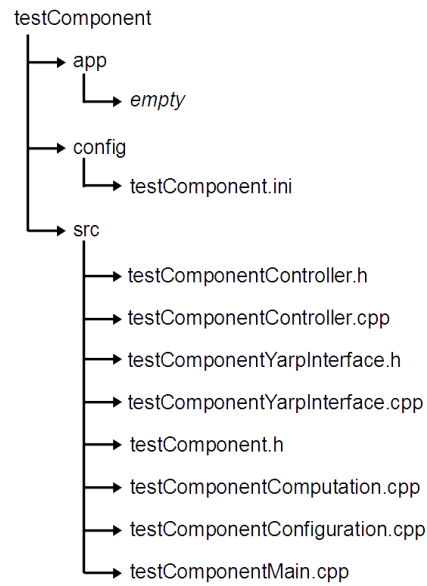 testComponent
app
empty
config
testComponent.ini
src
testComponentController.h
testComponentController.cpp
testComponentYarpInterface.h
testComponentYarpInterface.cpp
testComponent.h
testComponentComputation.cpp
testComponentConfiguration.cpp
testComponentMain.cpp